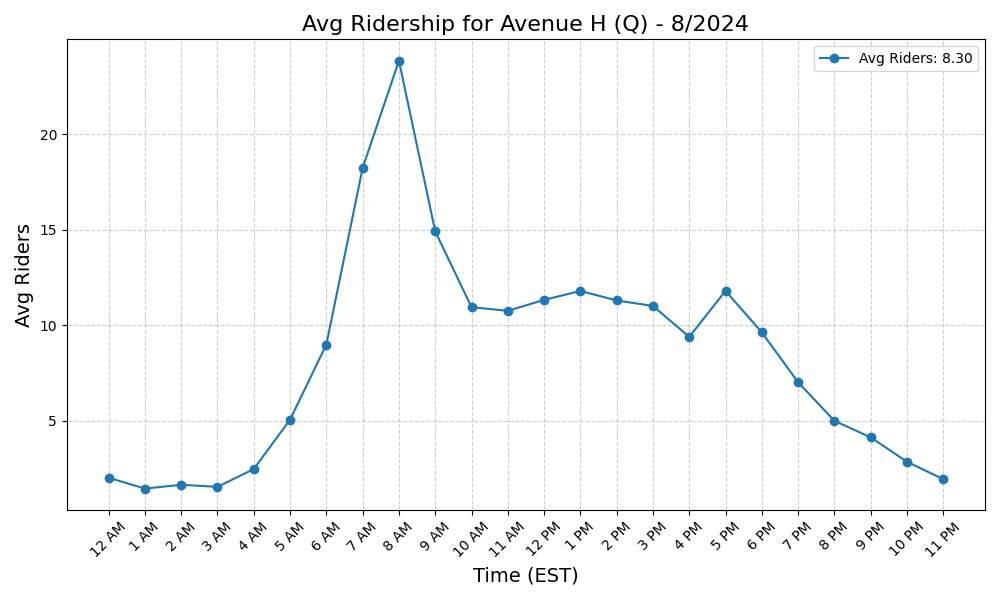 Avg Ridership for Avenue H (Q) - 8/2024
Avg Riders: 8.30
Avg Riders
20
15
10
5
12 AM
1 AM
2 AM
3 AM
4 AM
5 AM
6 AM
7 AM
8 AM
9 AM
10 AM
11 AM
12 PM
1 PM
2 PM
3 PM
4 PM
5 PM
6 PM
7 PM
8 PM
9 PM
10 PM
11 PM
Time (EST)